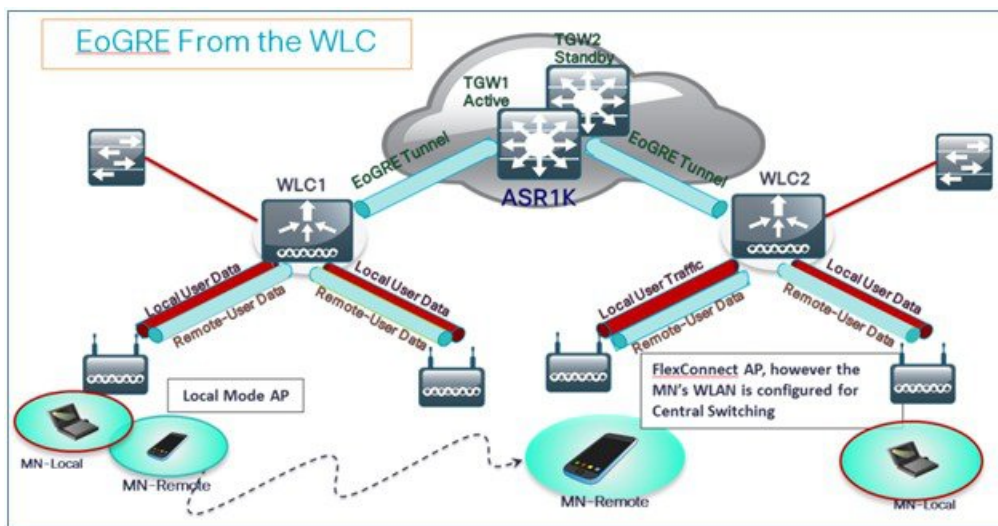 EoGRE From the WLC
TGW2
Standby
TGW1
Active
EoGRE Tunnel
EoGRE Tunnel
WLC1
ASR1K
WLC2
Local User Data
Remote-User Data
Local User Data
Remote-User Data
Local User Traffic
Remote-User Data
Local User Data
Remote-User Data
Local Mode AP
FlexConnect AP, however the
MN's WLAN is configured for
Central Switching
MN-Local
MN-Remote
MN-Remote
MN-Local